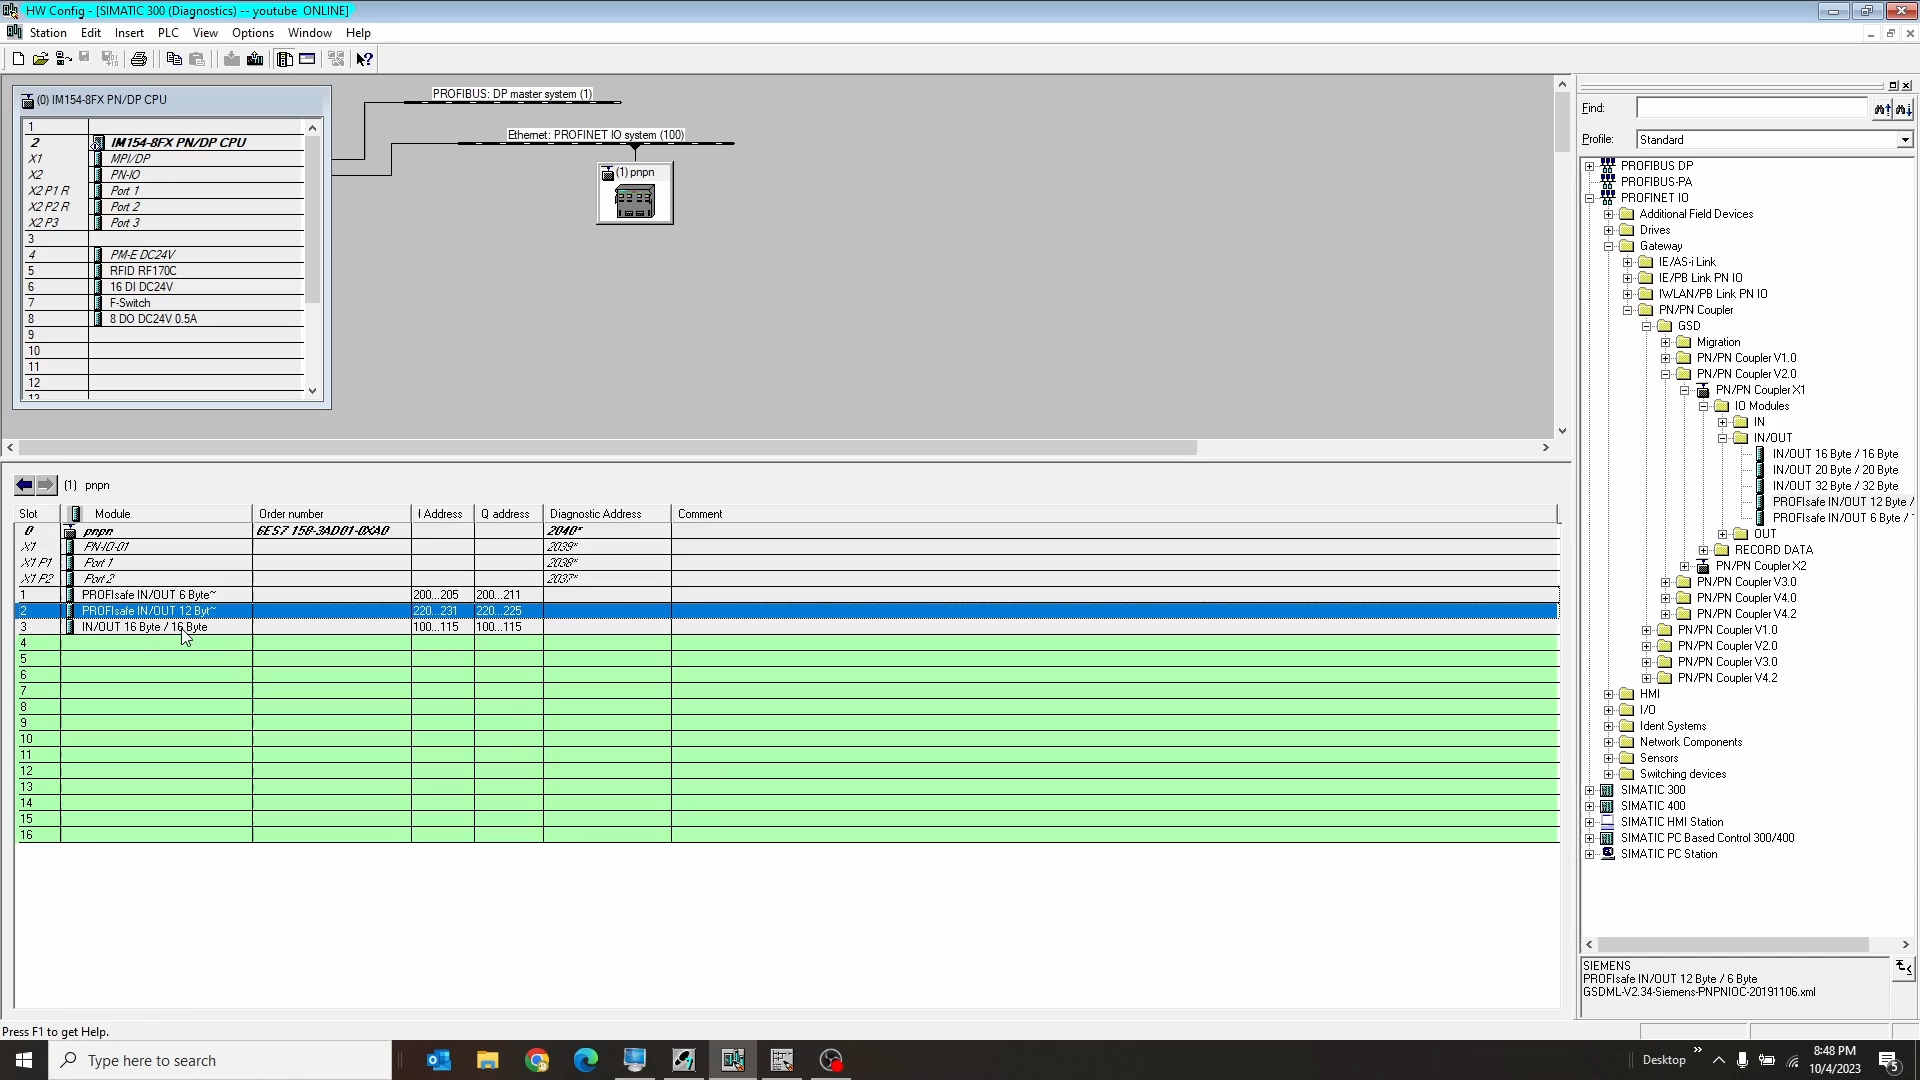 HW Config - [SIMATIC 300 (Diagnostics) -- youtube  ONLINE]
Station Edit Insert PLC View Options Window Help
(0) IM154-8FX PN/DP CPU
1
2 IM154-8FX PN/DP CPU
X1 MPI/DP
X2 PN-IO
X2 P1 R Port 1
X2 P2 R Port 2
X2 P3 Port 3
3
4 PM-E DC24V
5 RFID RF170C
6 16 DI DC24V
7 F-Switch
8 8 DO DC24V 0.5A
9
10
11
12
13
PROFIBUS: DP master system (1)
Ethernet: PROFINET IO system (100)
(1) pnpn
(1) pnpn
Slot Module Order number I Address Q address Diagnostic Address Comment
0 pnpn 6ES7 158-3AD01-0XA0 2040*
X1 PN-IO-01 2039*
X1 P1 Port 1 2038*
X1 P2 Port 2 2037*
1 PROFIsafe IN/OUT 6 Byte~ 200...205 200...211
2 PROFIsafe IN/OUT 12 Byt~ 220...231 220...225
3 IN/OUT 16 Byte / 16 Byte 100...115 100...115
4
5
6
7
8
9
10
11
12
13
14
15
16
Find:
Profile: Standard
PROFIBUS DP
PROFIBUS-PA
PROFINET IO
Additional Field Devices
Drives
Gateway
IE/AS-i Link
IE/PB Link PN IO
IWLAN/PB Link PN IO
PN/PN Coupler
GSD
Migration
PN/PN Coupler V1.0
PN/PN Coupler V2.0
PN/PN Coupler X1
IO Modules
IN
IN/OUT
IN/OUT 16 Byte / 16 Byte
IN/OUT 20 Byte / 20 Byte
IN/OUT 32 Byte / 32 Byte
PROFIsafe IN/OUT 12 Byte /
PROFIsafe IN/OUT 6 Byte /
OUT
RECORD DATA
PN/PN Coupler X2
PN/PN Coupler V3.0
PN/PN Coupler V4.0
PN/PN Coupler V4.2
PN/PN Coupler V1.0
PN/PN Coupler V2.0
PN/PN Coupler V3.0
PN/PN Coupler V4.2
HMI
I/O
Ident Systems
Network Components
Sensors
Switching devices
SIMATIC 300
SIMATIC 400
SIMATIC HMI Station
SIMATIC PC Based Control 300/400
SIMATIC PC Station
SIEMENS
PROFIsafe IN/OUT 12 Byte / 6 Byte
GSDML-V2.34-Siemens-PNPNIOC-20191106.xml
Press F1 to get Help.
Type here to search
Desktop
8:48 PM
10/4/2023
5